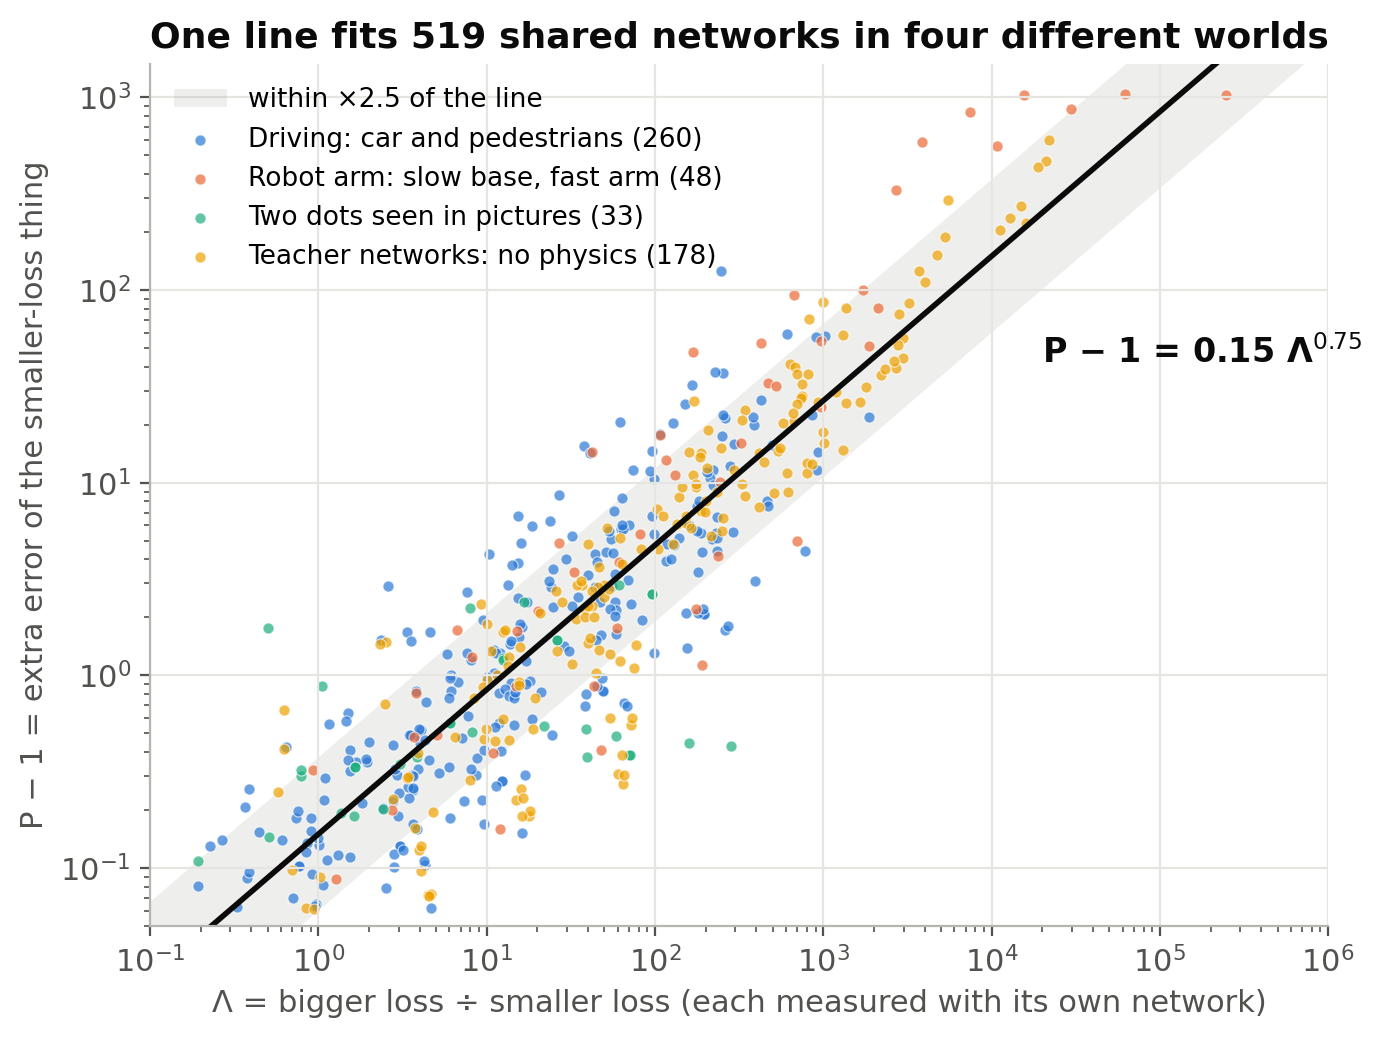 One line fits 519 shared networks in four different worlds
within ×2.5 of the line
Driving: car and pedestrians (260)
Robot arm: slow base, fast arm (48)
Two dots seen in pictures (33)
Teacher networks: no physics (178)
P − 1 = 0.15 Λ^0.75
P − 1 = extra error of the smaller-loss thing
10^3
10^2
10^1
10^0
10^−1
10^−1 10^0 10^1 10^2 10^3 10^4 10^5 10^6
Λ = bigger loss ÷ smaller loss (each measured with its own network)